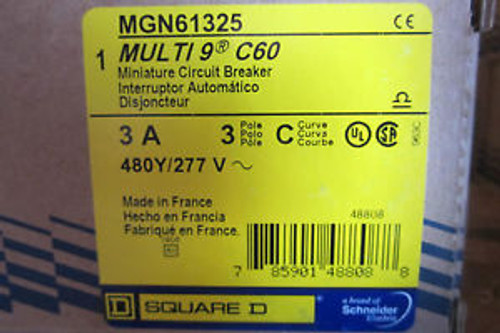 MGN61325
1 MULTI 9® C60
Miniature Circuit Breaker
Interruptor Automático
Disjoncteur
3 A 3 Pole Polo Pôle C Curve Curva Courbe UL SA
480Y/277 V ~
Made in France
Hecho en Francia
Fabriqué en France.
48808
7 85901 48808 8
D SQUARE D
a brand of
Schneider
Electric